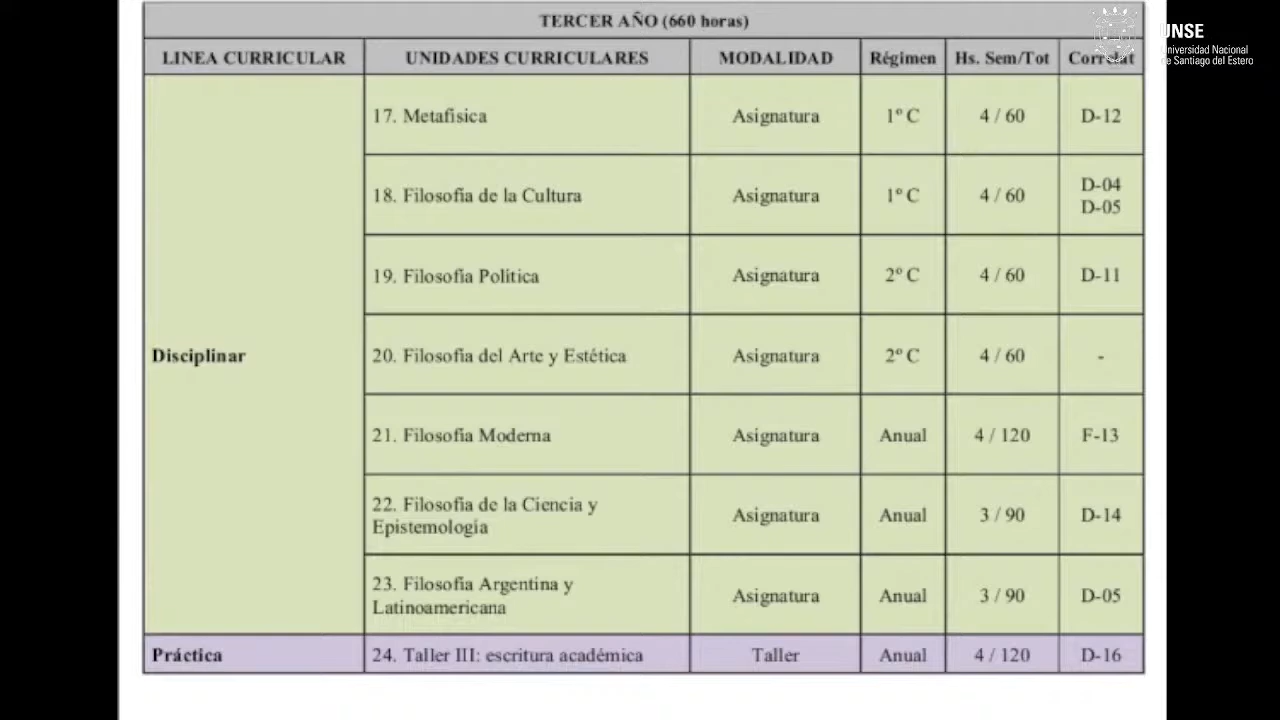 TERCER AÑO (660 horas)
UNSE
Universidad Nacional
de Santiago del Estero
LINEA CURRICULAR UNIDADES CURRICULARES MODALIDAD Régimen Hs. Sem/Tot Correlat
17. Metafísica Asignatura 1º C 4 / 60 D-12
18. Filosofía de la Cultura Asignatura 1º C 4 / 60 D-04
D-05
19. Filosofía Política Asignatura 2º C 4 / 60 D-11
Disciplinar 20. Filosofía del Arte y Estética Asignatura 2º C 4 / 60 -
21. Filosofía Moderna Asignatura Anual 4 / 120 F-13
22. Filosofía de la Ciencia y
Epistemología Asignatura Anual 3 / 90 D-14
23. Filosofía Argentina y
Latinoamericana Asignatura Anual 3 / 90 D-05
Práctica 24. Taller III: escritura académica Taller Anual 4 / 120 D-16